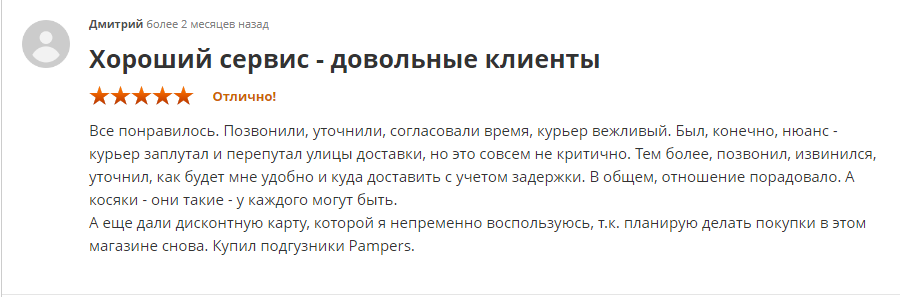 Дмитрий более 2 месяцев назад
Хороший сервис - довольные клиенты
Отлично!
Все понравилось. Позвонили, уточнили, согласовали время, курьер вежливый. Был, конечно, нюанс -
курьер заплутал и перепутал улицы доставки, но это совсем не критично. Тем более, позвонил, извинился,
уточнил, как будет мне удобно и куда доставить с учетом задержки. В общем, отношение порадовало. А
косяки - они такие - у каждого могут быть.
А еще дали дисконтную карту, которой я непременно воспользуюсь, т.к. планирую делать покупки в этом
магазине снова. Купил подгузники Pampers.